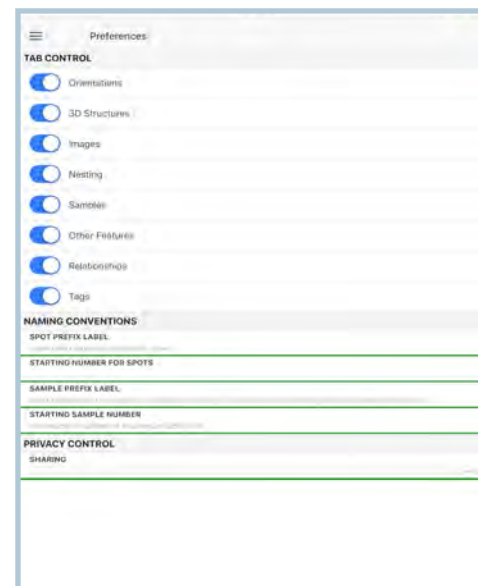 Preferences
TAB CONTROL
Orientations
3D Structures
Images
Nesting
Samples
Other Features
Relationships
Tags
NAMING CONVENTIONS
SPOT PREFIX LABEL
STARTING NUMBER FOR SPOTS
SAMPLE PREFIX LABEL
STARTING SAMPLE NUMBER
PRIVACY CONTROL
SHARING